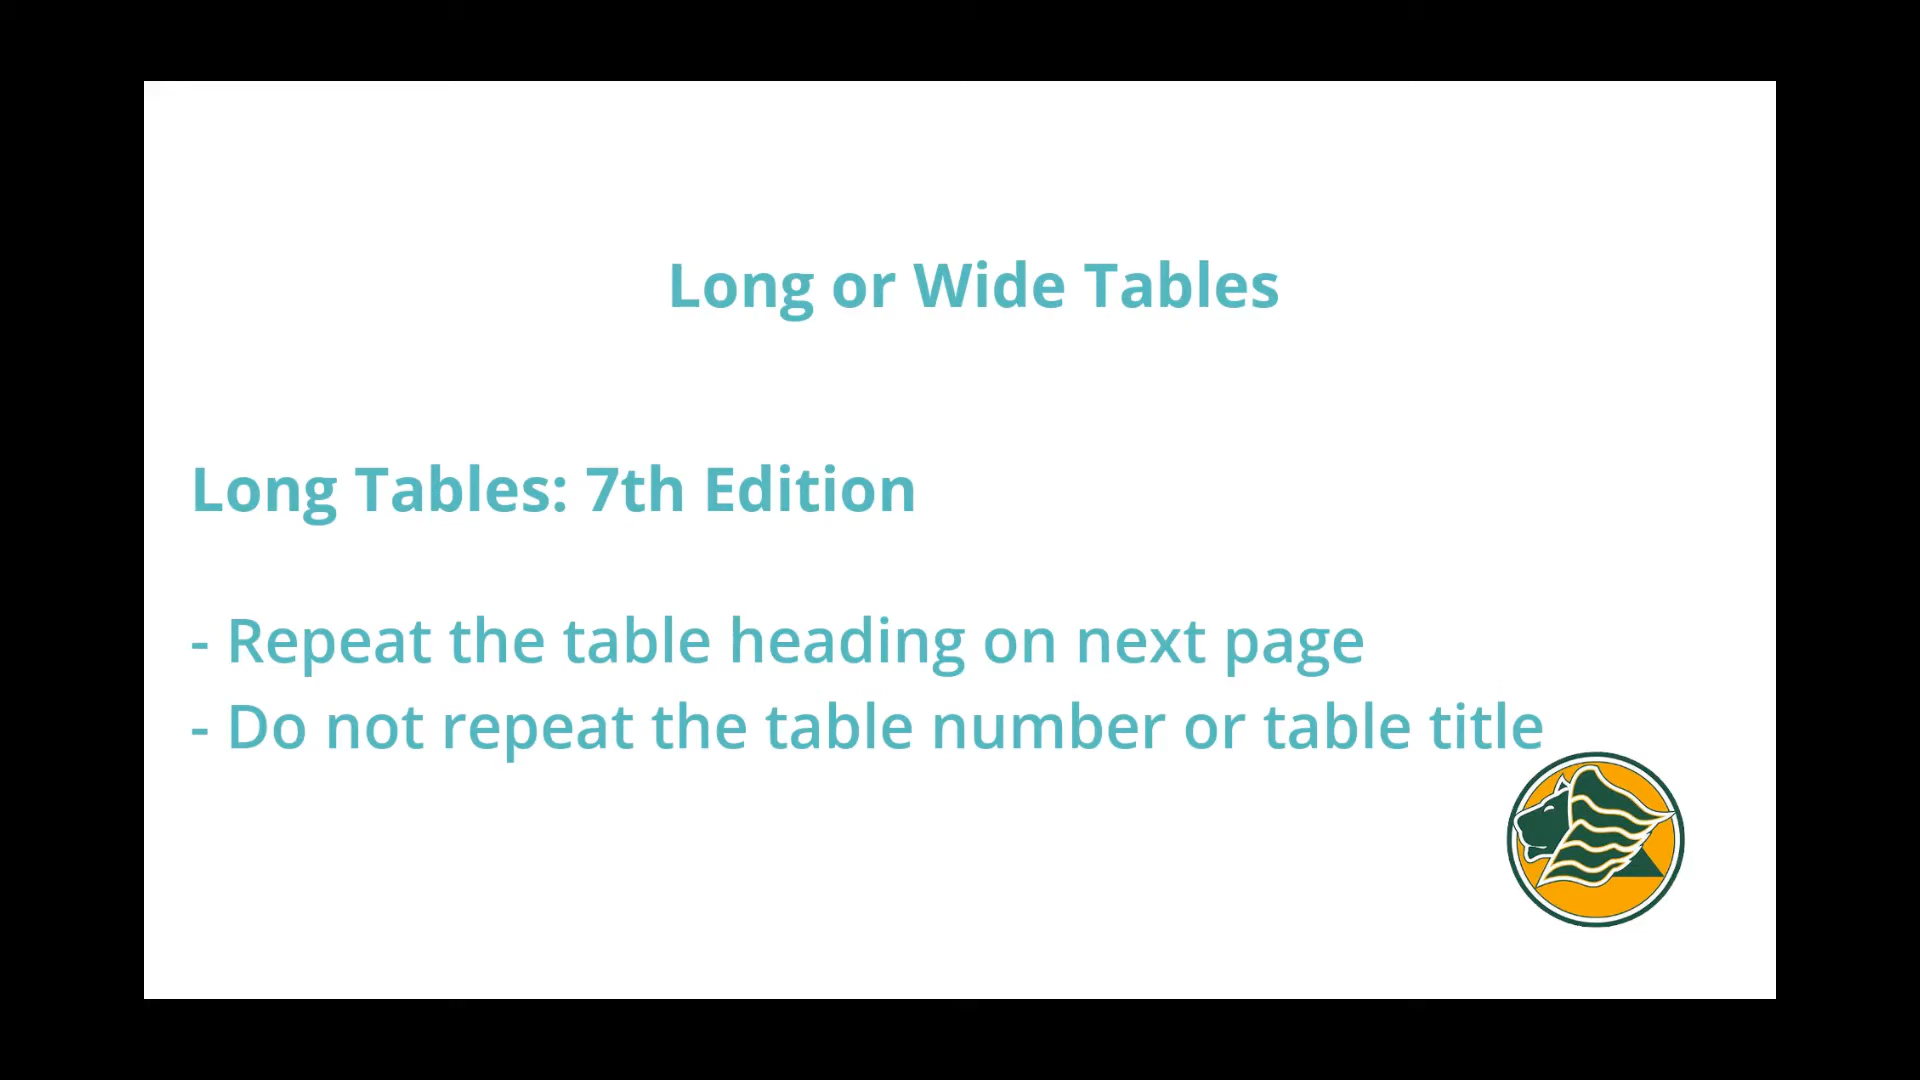 Long or Wide Tables
Long Tables: 7th Edition
- Repeat the table heading on next page
- Do not repeat the table number or table title